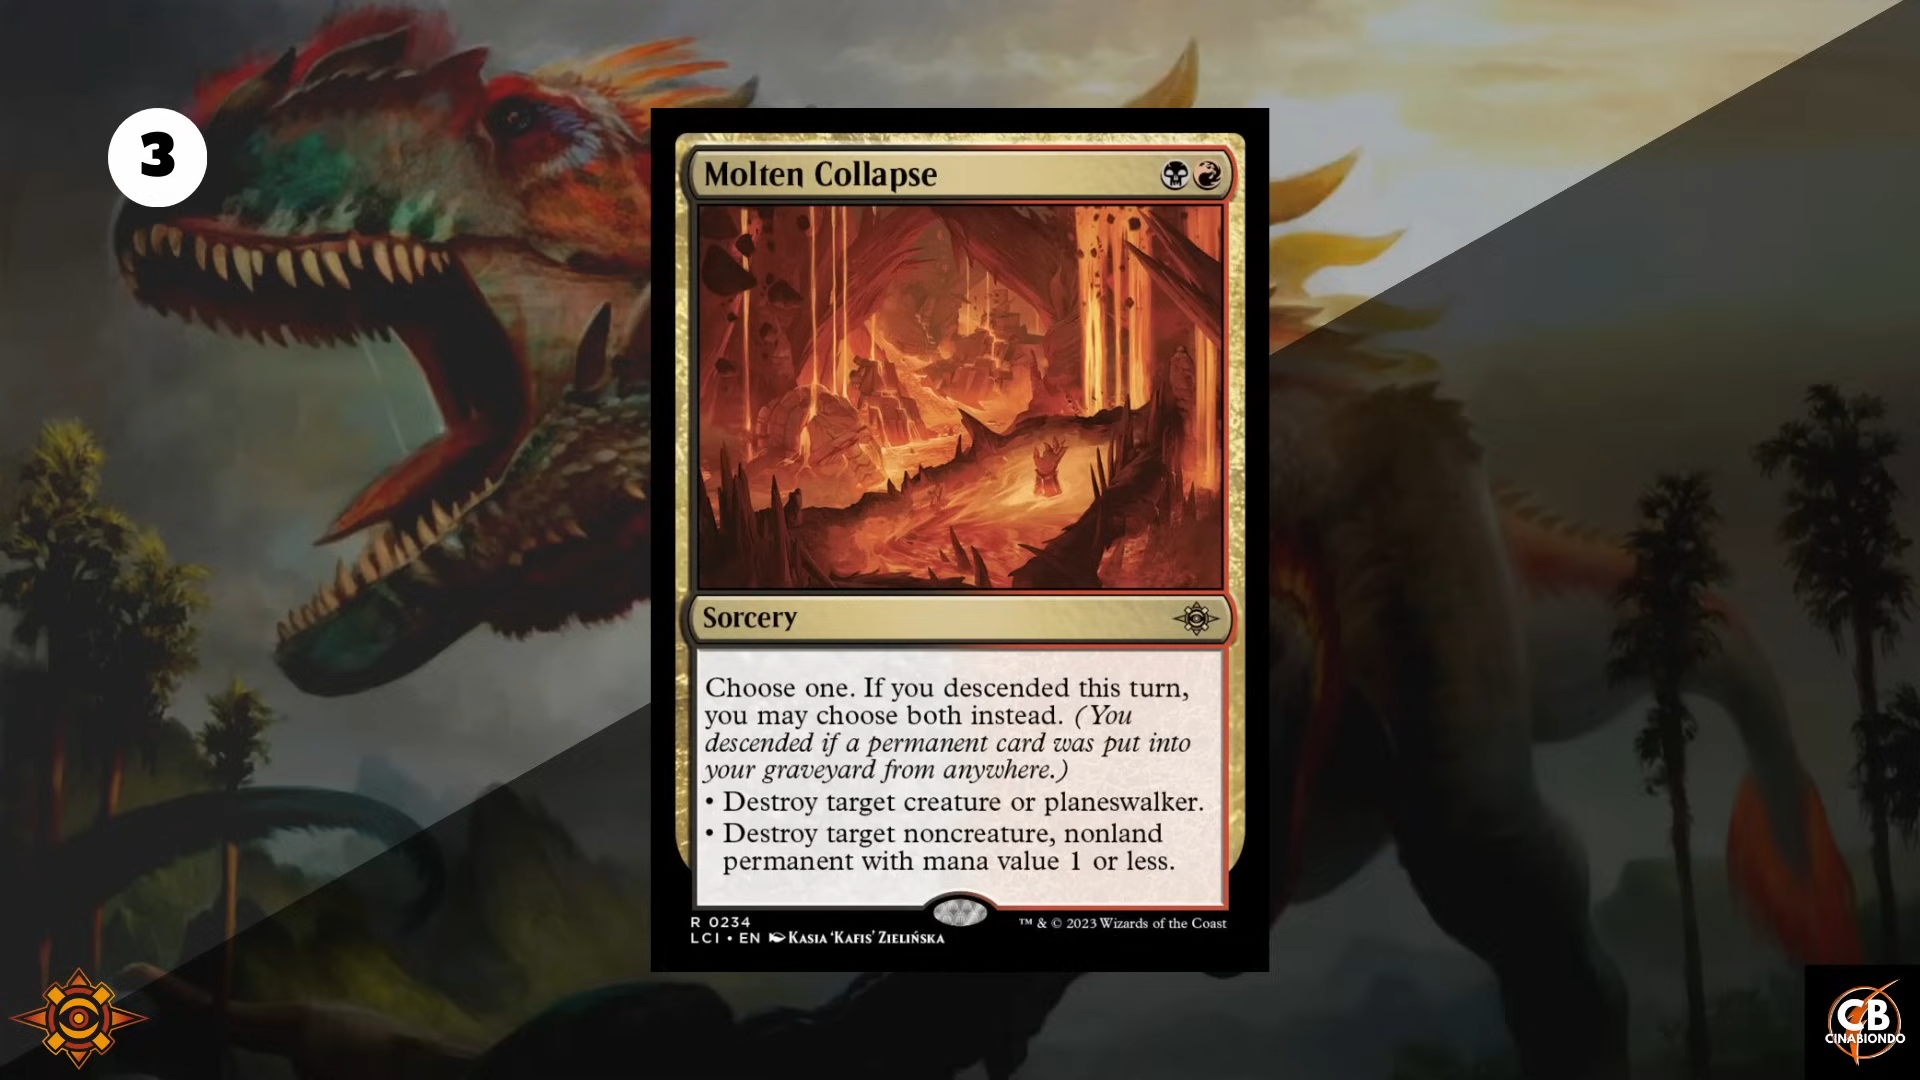 3
Molten Collapse
Sorcery
Choose one. If you descended this turn,
you may choose both instead. (You
descended if a permanent card was put into
your graveyard from anywhere.)
• Destroy target creature or planeswalker.
• Destroy target noncreature, nonland
permanent with mana value 1 or less.
R 0234
LCI • EN KASIA ‘KAFIS’ ZIELIŃSKA
™ & © 2023 Wizards of the Coast
CB
CINABIONDO